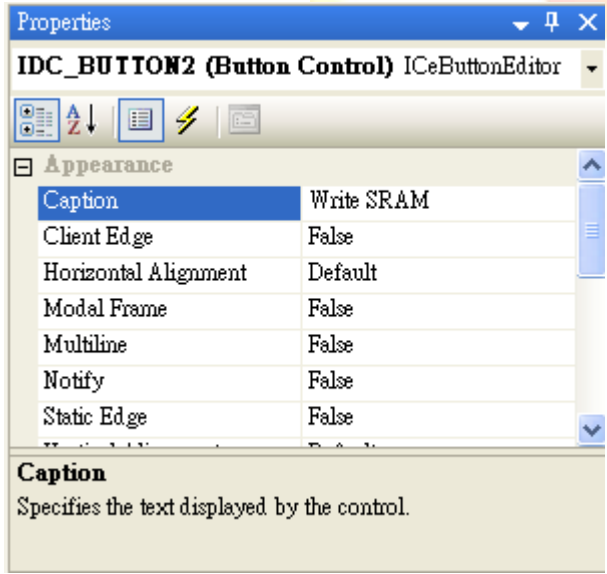 Properties
IDC_BUTTON2 (Button Control) ICeButtonEditor
Appearance
Caption Write SRAM
Client Edge False
Horizontal Alignment Default
Modal Frame False
Multiline False
Notify False
Static Edge False
Caption
Specifies the text displayed by the control.